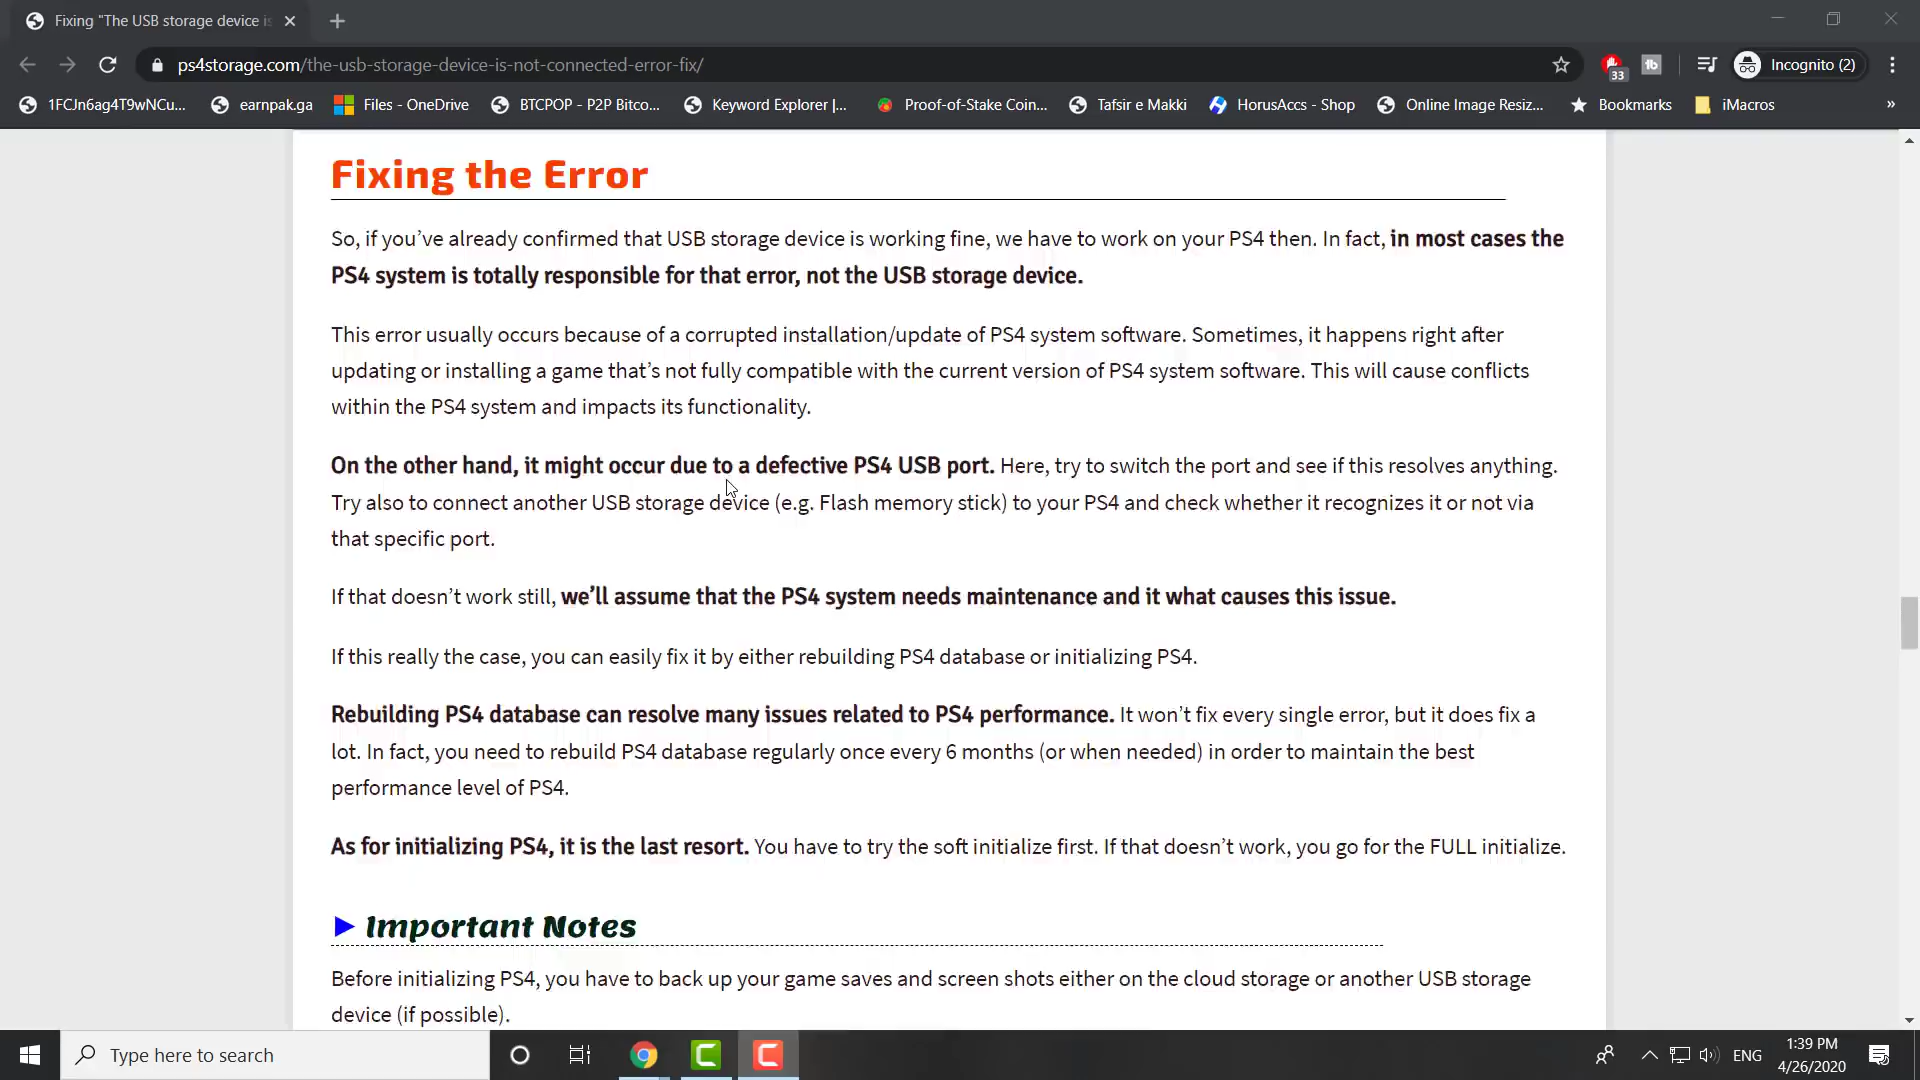 Fixing "The USB storage device is
ps4storage.com/the-usb-storage-device-is-not-connected-error-fix/
33
Incognito (2)
1FCJn6ag4T9wNCu...
earnpak.ga
Files - OneDrive
BTCPOP - P2P Bitco...
Keyword Explorer |...
Proof-of-Stake Coin...
Tafsir e Makki
HorusAccs - Shop
Online Image Resiz...
Bookmarks
iMacros
»
Fixing the Error
So, if you’ve already confirmed that USB storage device is working fine, we have to work on your PS4 then. In fact, in most cases the
PS4 system is totally responsible for that error, not the USB storage device.
This error usually occurs because of a corrupted installation/update of PS4 system software. Sometimes, it happens right after
updating or installing a game that’s not fully compatible with the current version of PS4 system software. This will cause conflicts
within the PS4 system and impacts its functionality.
On the other hand, it might occur due to a defective PS4 USB port. Here, try to switch the port and see if this resolves anything.
Try also to connect another USB storage device (e.g. Flash memory stick) to your PS4 and check whether it recognizes it or not via
that specific port.
If that doesn’t work still, we’ll assume that the PS4 system needs maintenance and it what causes this issue.
If this really the case, you can easily fix it by either rebuilding PS4 database or initializing PS4.
Rebuilding PS4 database can resolve many issues related to PS4 performance. It won’t fix every single error, but it does fix a
lot. In fact, you need to rebuild PS4 database regularly once every 6 months (or when needed) in order to maintain the best
performance level of PS4.
As for initializing PS4, it is the last resort. You have to try the soft initialize first. If that doesn’t work, you go for the FULL initialize.
► Important Notes
Before initializing PS4, you have to back up your game saves and screen shots either on the cloud storage or another USB storage
device (if possible).
Type here to search
ENG
1:39 PM
4/26/2020